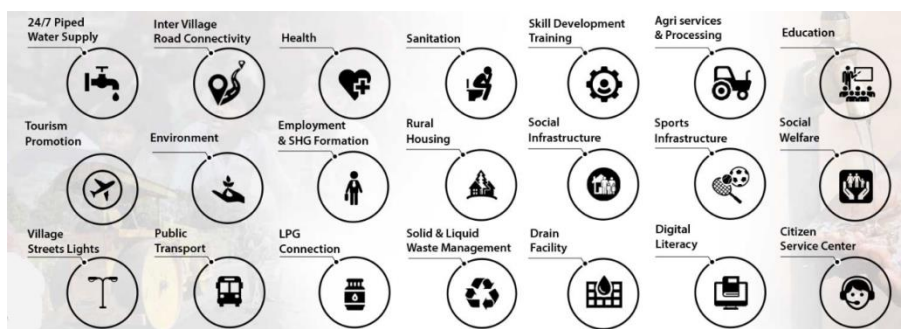 24/7 Piped
Water Supply
Inter Village
Road Connectivity
Health
Sanitation
Skill Development
Training
Agri services
& Processing
Education
Tourism
Promotion
Environment
Employment
& SHG Formation
Rural
Housing
Social
Infrastructure
Sports
Infrastructure
Social
Welfare
Village
Streets Lights
Public
Transport
LPG
Connection
Solid & Liquid
Waste Management
Drain
Facility
Digital
Literacy
Citizen
Service Center